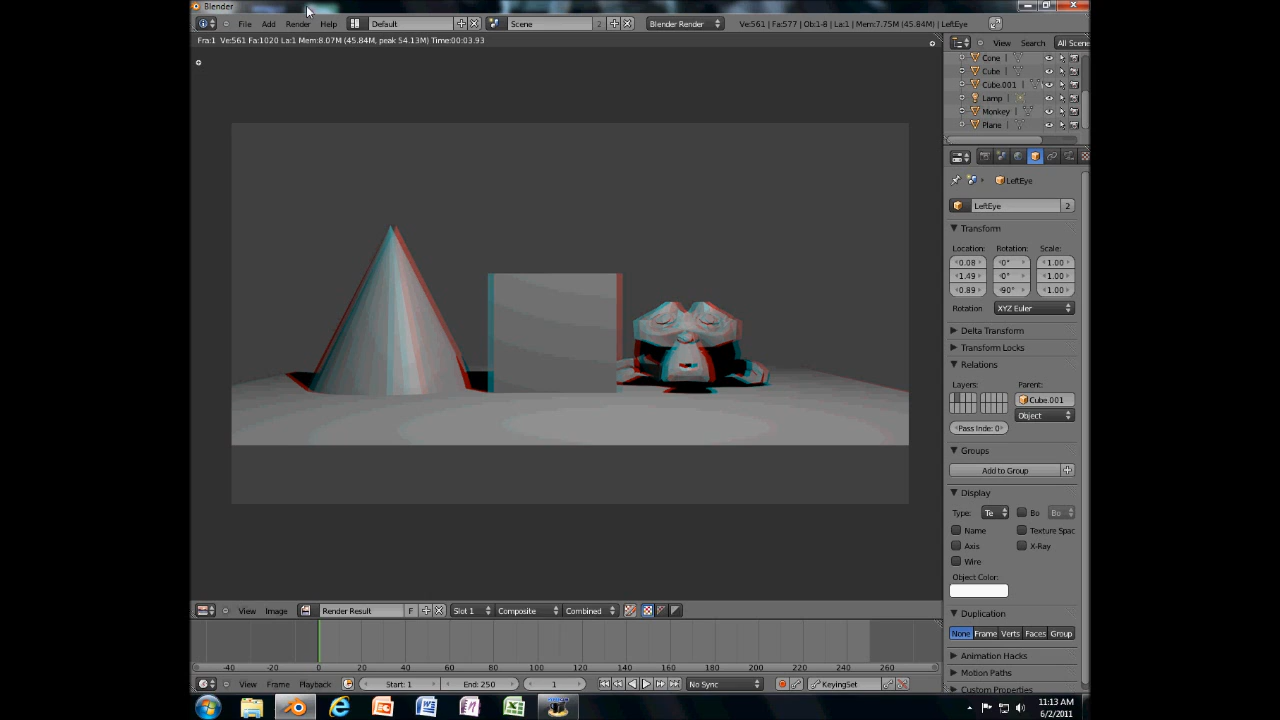 Blender
File Add Render Help Default Scene 2 Blender Render Ve:561 | Fa:577 | Ob:1-8 | La:1 | Mem:7.75M (45.84M) | LeftEye
Fra:1 Ve:561 Fa:1020 La:1 Mem:8.07M (45.84M, peak 54.13M) Time:00:03.93
View Search All Scene
Cone
Cube
Cube.001
Lamp
Monkey
Plane
LeftEye
LeftEye 2
Transform
Location: Rotation: Scale:
0.08 0° 1.00
1.49 0° 1.00
0.89 90° 1.00
Rotation XYZ Euler
Delta Transform
Transform Locks
Relations
Layers: Parent:
Cube.001
Object
Pass Inde: 0
Groups
Add to Group
Display
Type: Te Bo Bo
Name Texture Spac
Axis X-Ray
Wire
Object Color:
Duplication
None Frame Verts Faces Group
Animation Hacks
Motion Paths
Custom Properties
View Image Render Result F Slot 1 Composite Combined
-40 -20 0 20 40 60 80 100 120 140 160 180 200 220 240 260
View Frame Playback Start: 1 End: 250 1 No Sync KeyingSet
11:13 AM
6/2/2011